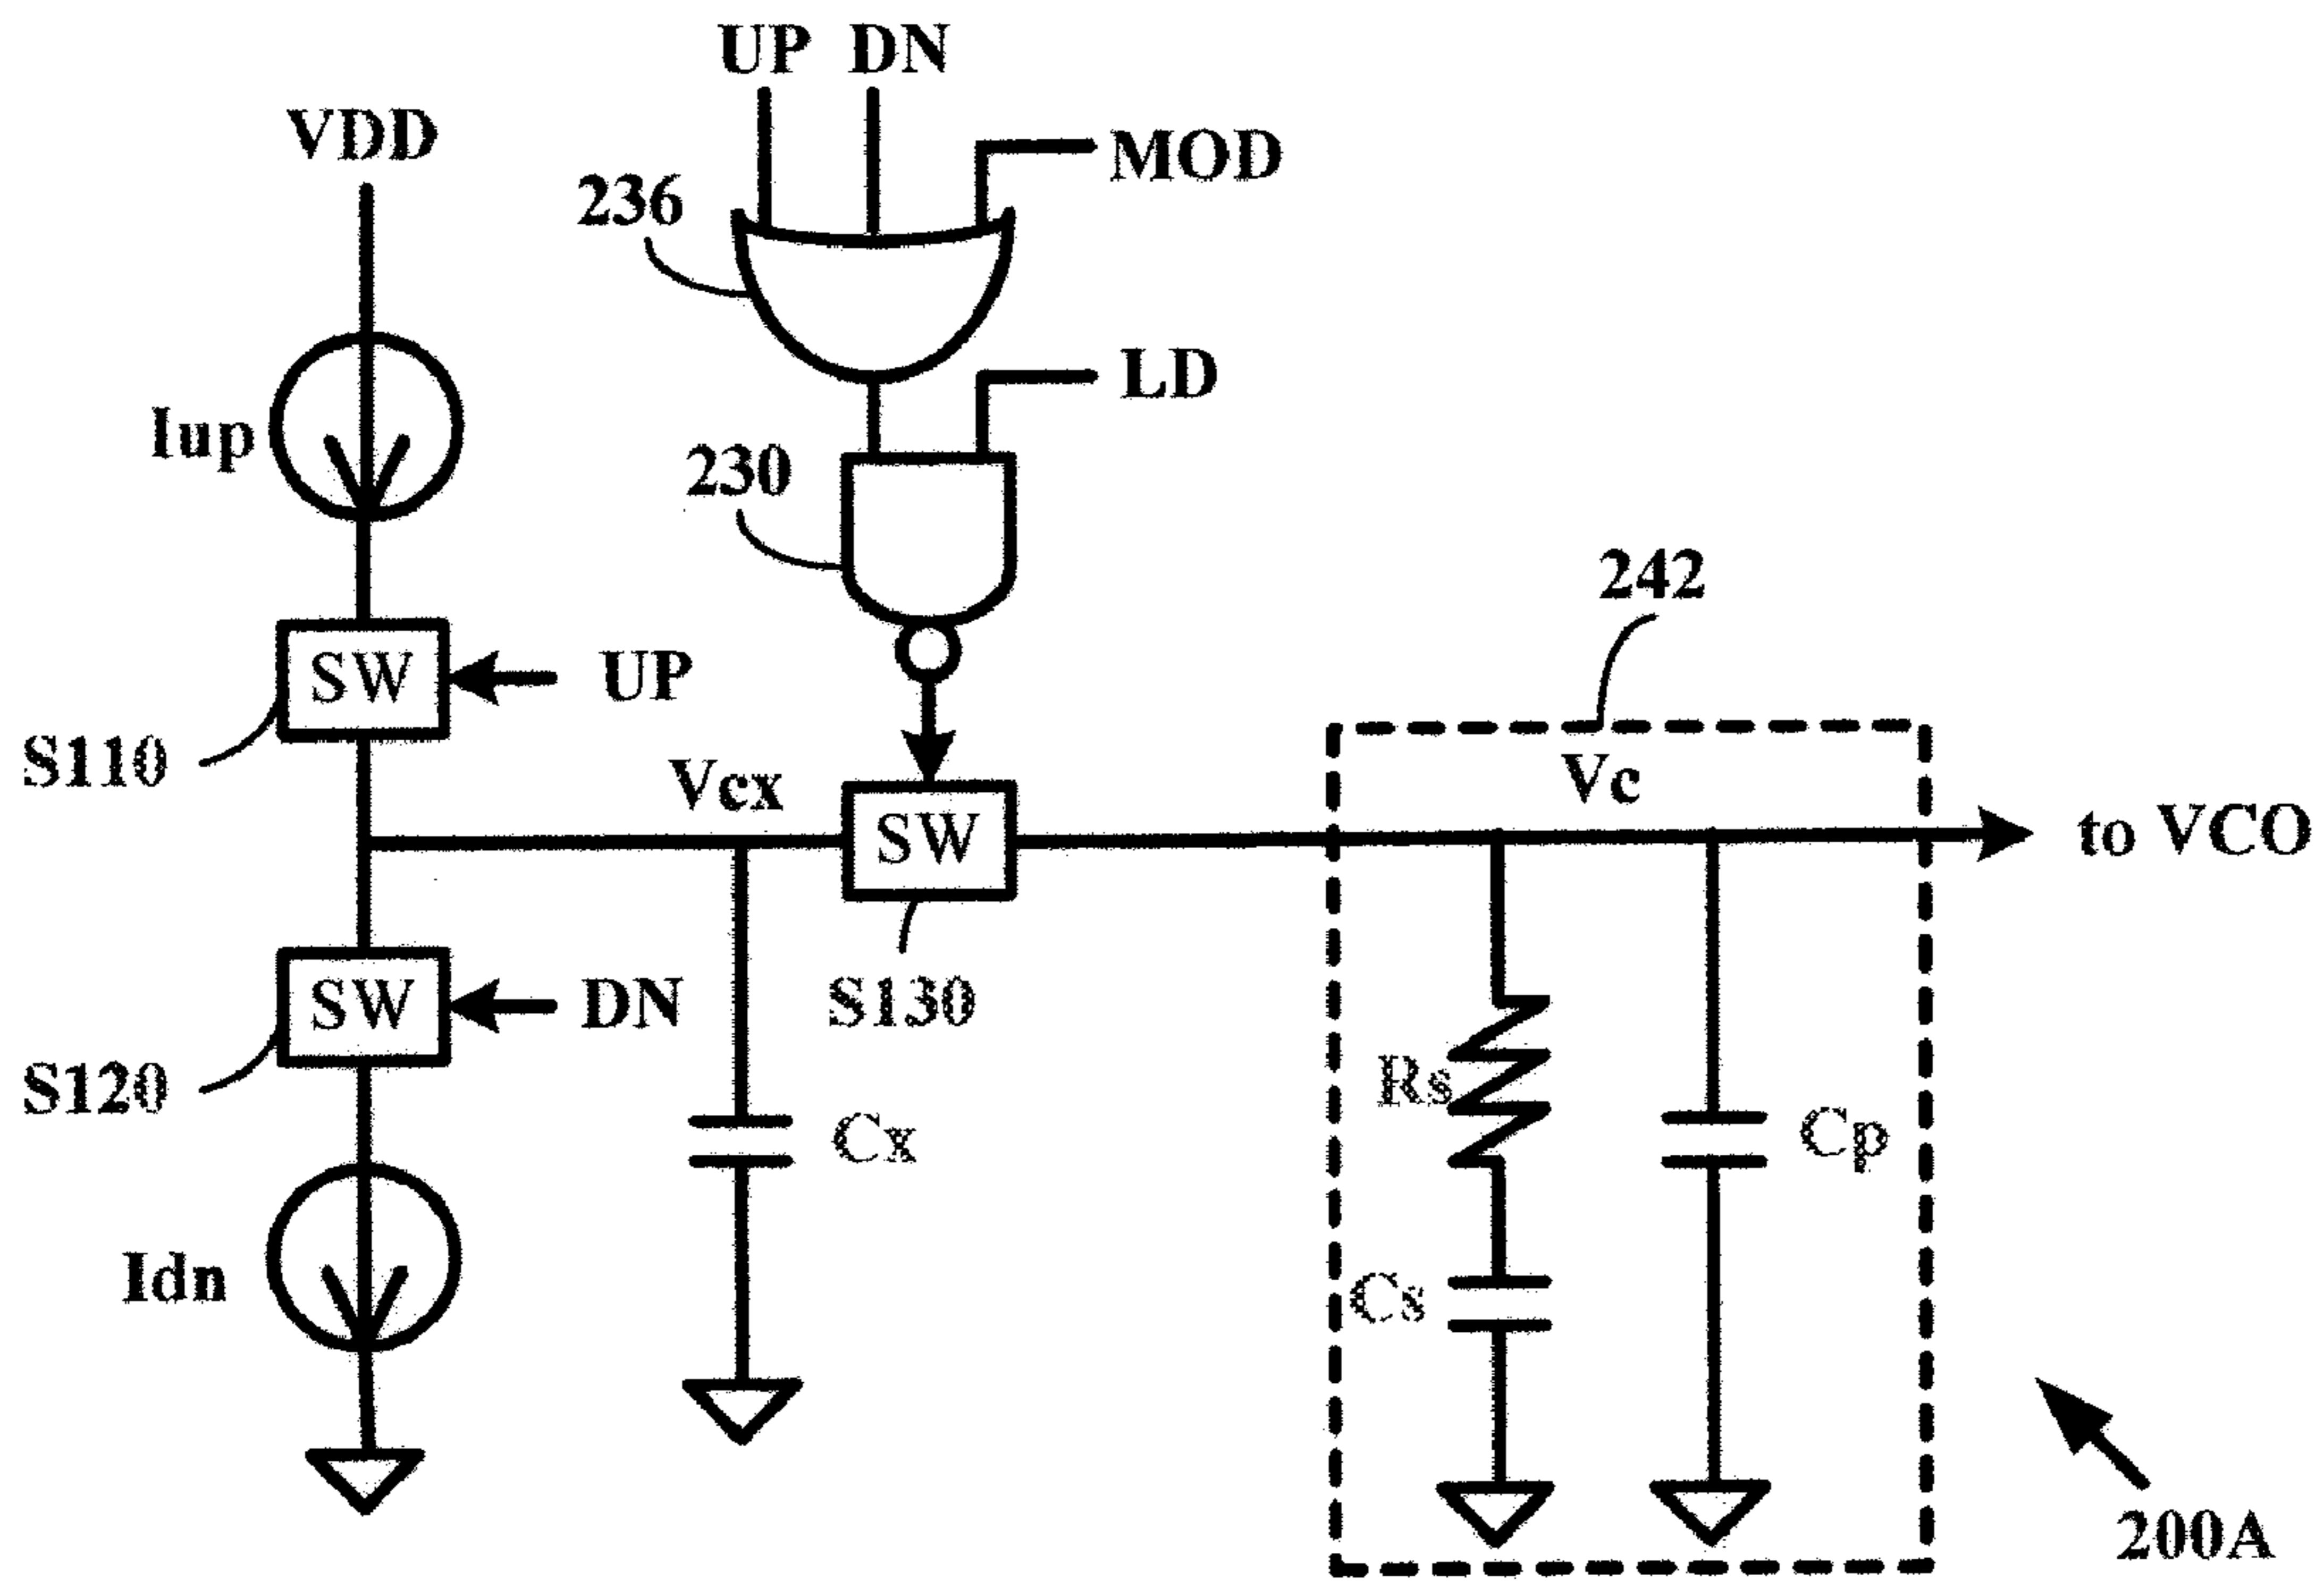 UP DN
VDD
MOD
236
LD
Iup
230
242
SW
UP
S110
Vcx
Vc
SW
to VCO
SW
DN
S130
S120
Rs
Cx
Cp
Idn
Cs
200A